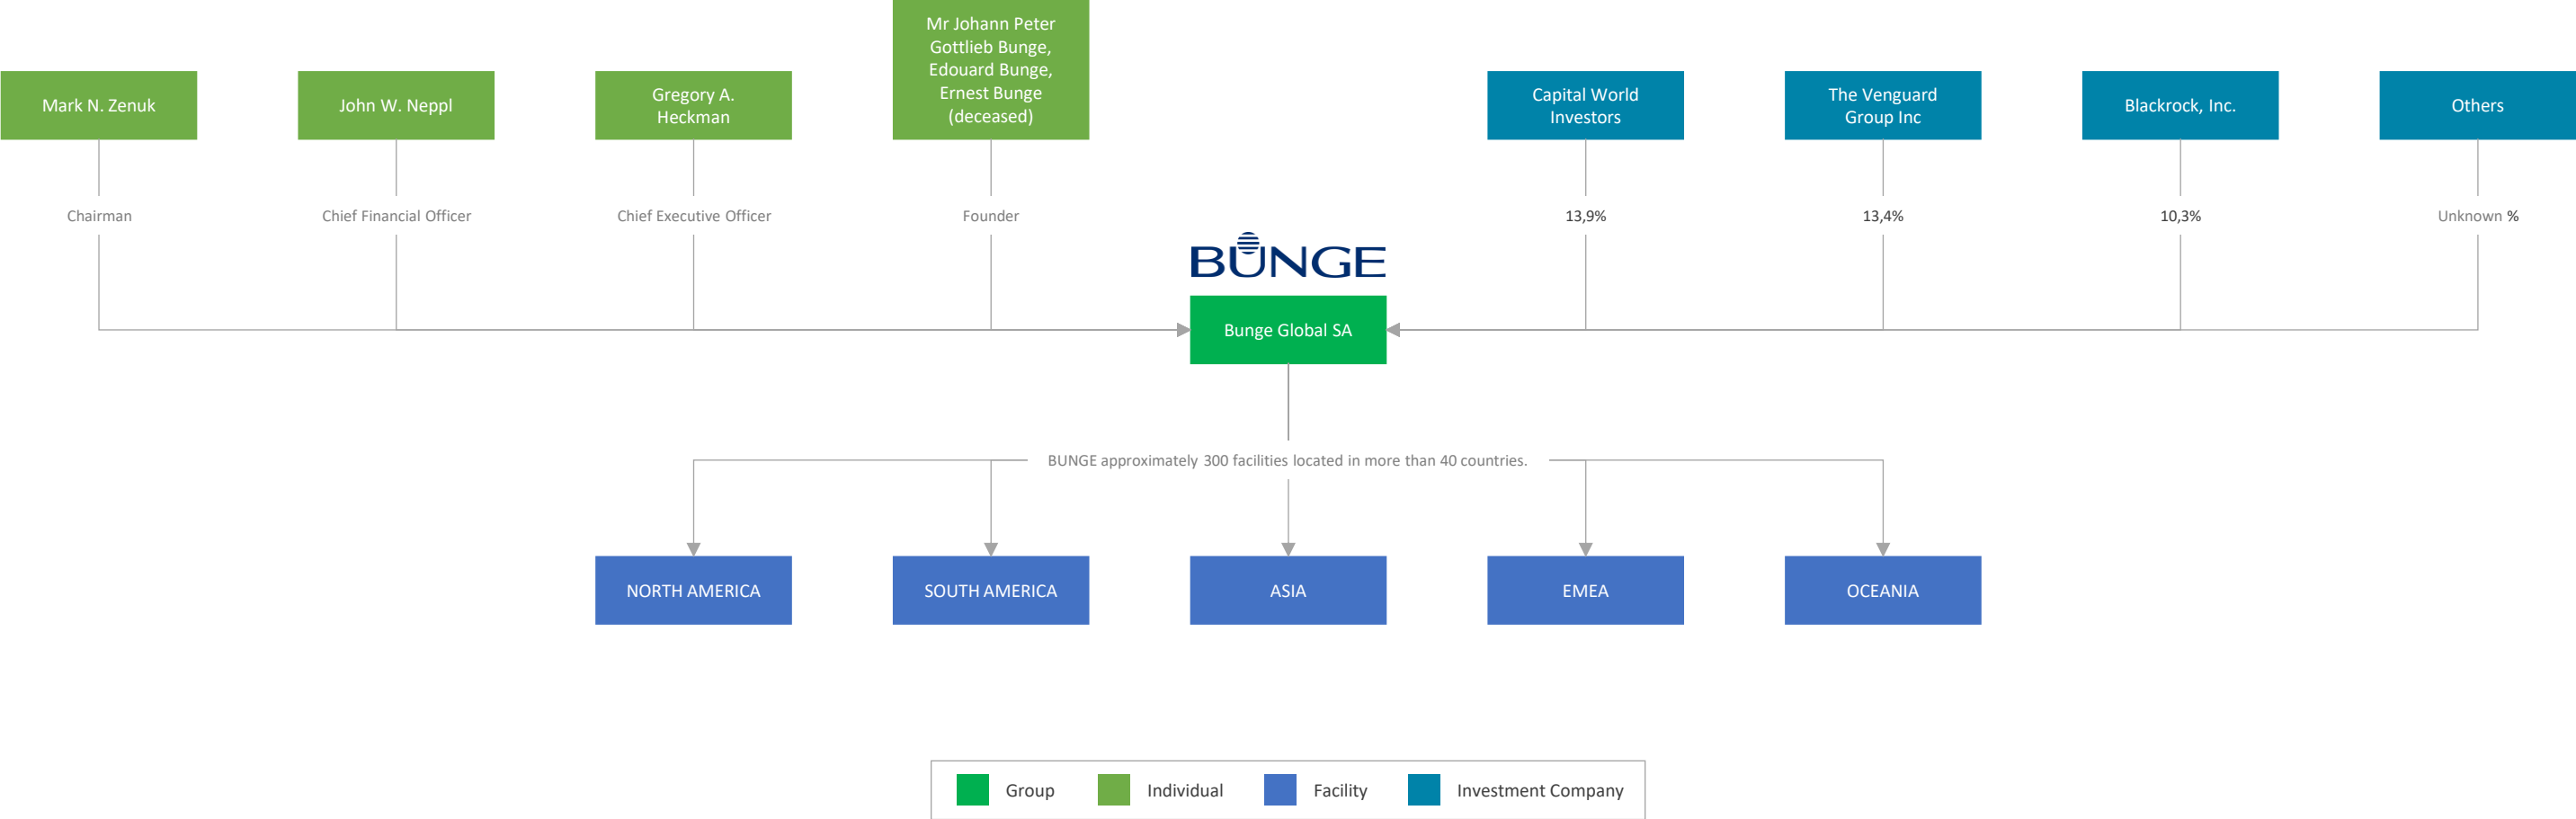 Mr Johann Peter
Gottlieb Bunge,
Edouard Bunge,
Ernest Bunge
(deceased)
Mark N. Zenuk
John W. Neppl
Gregory A.
Heckman
Capital World
Investors
The Venguard
Group Inc
Blackrock, Inc.
Others
Chairman
Chief Financial Officer
Chief Executive Officer
Founder
13,9%
13,4%
10,3%
Unknown %
BUNGE
Bunge Global SA
BUNGE approximately 300 facilities located in more than 40 countries.
NORTH AMERICA
SOUTH AMERICA
ASIA
EMEA
OCEANIA
Group
Individual
Facility
Investment Company